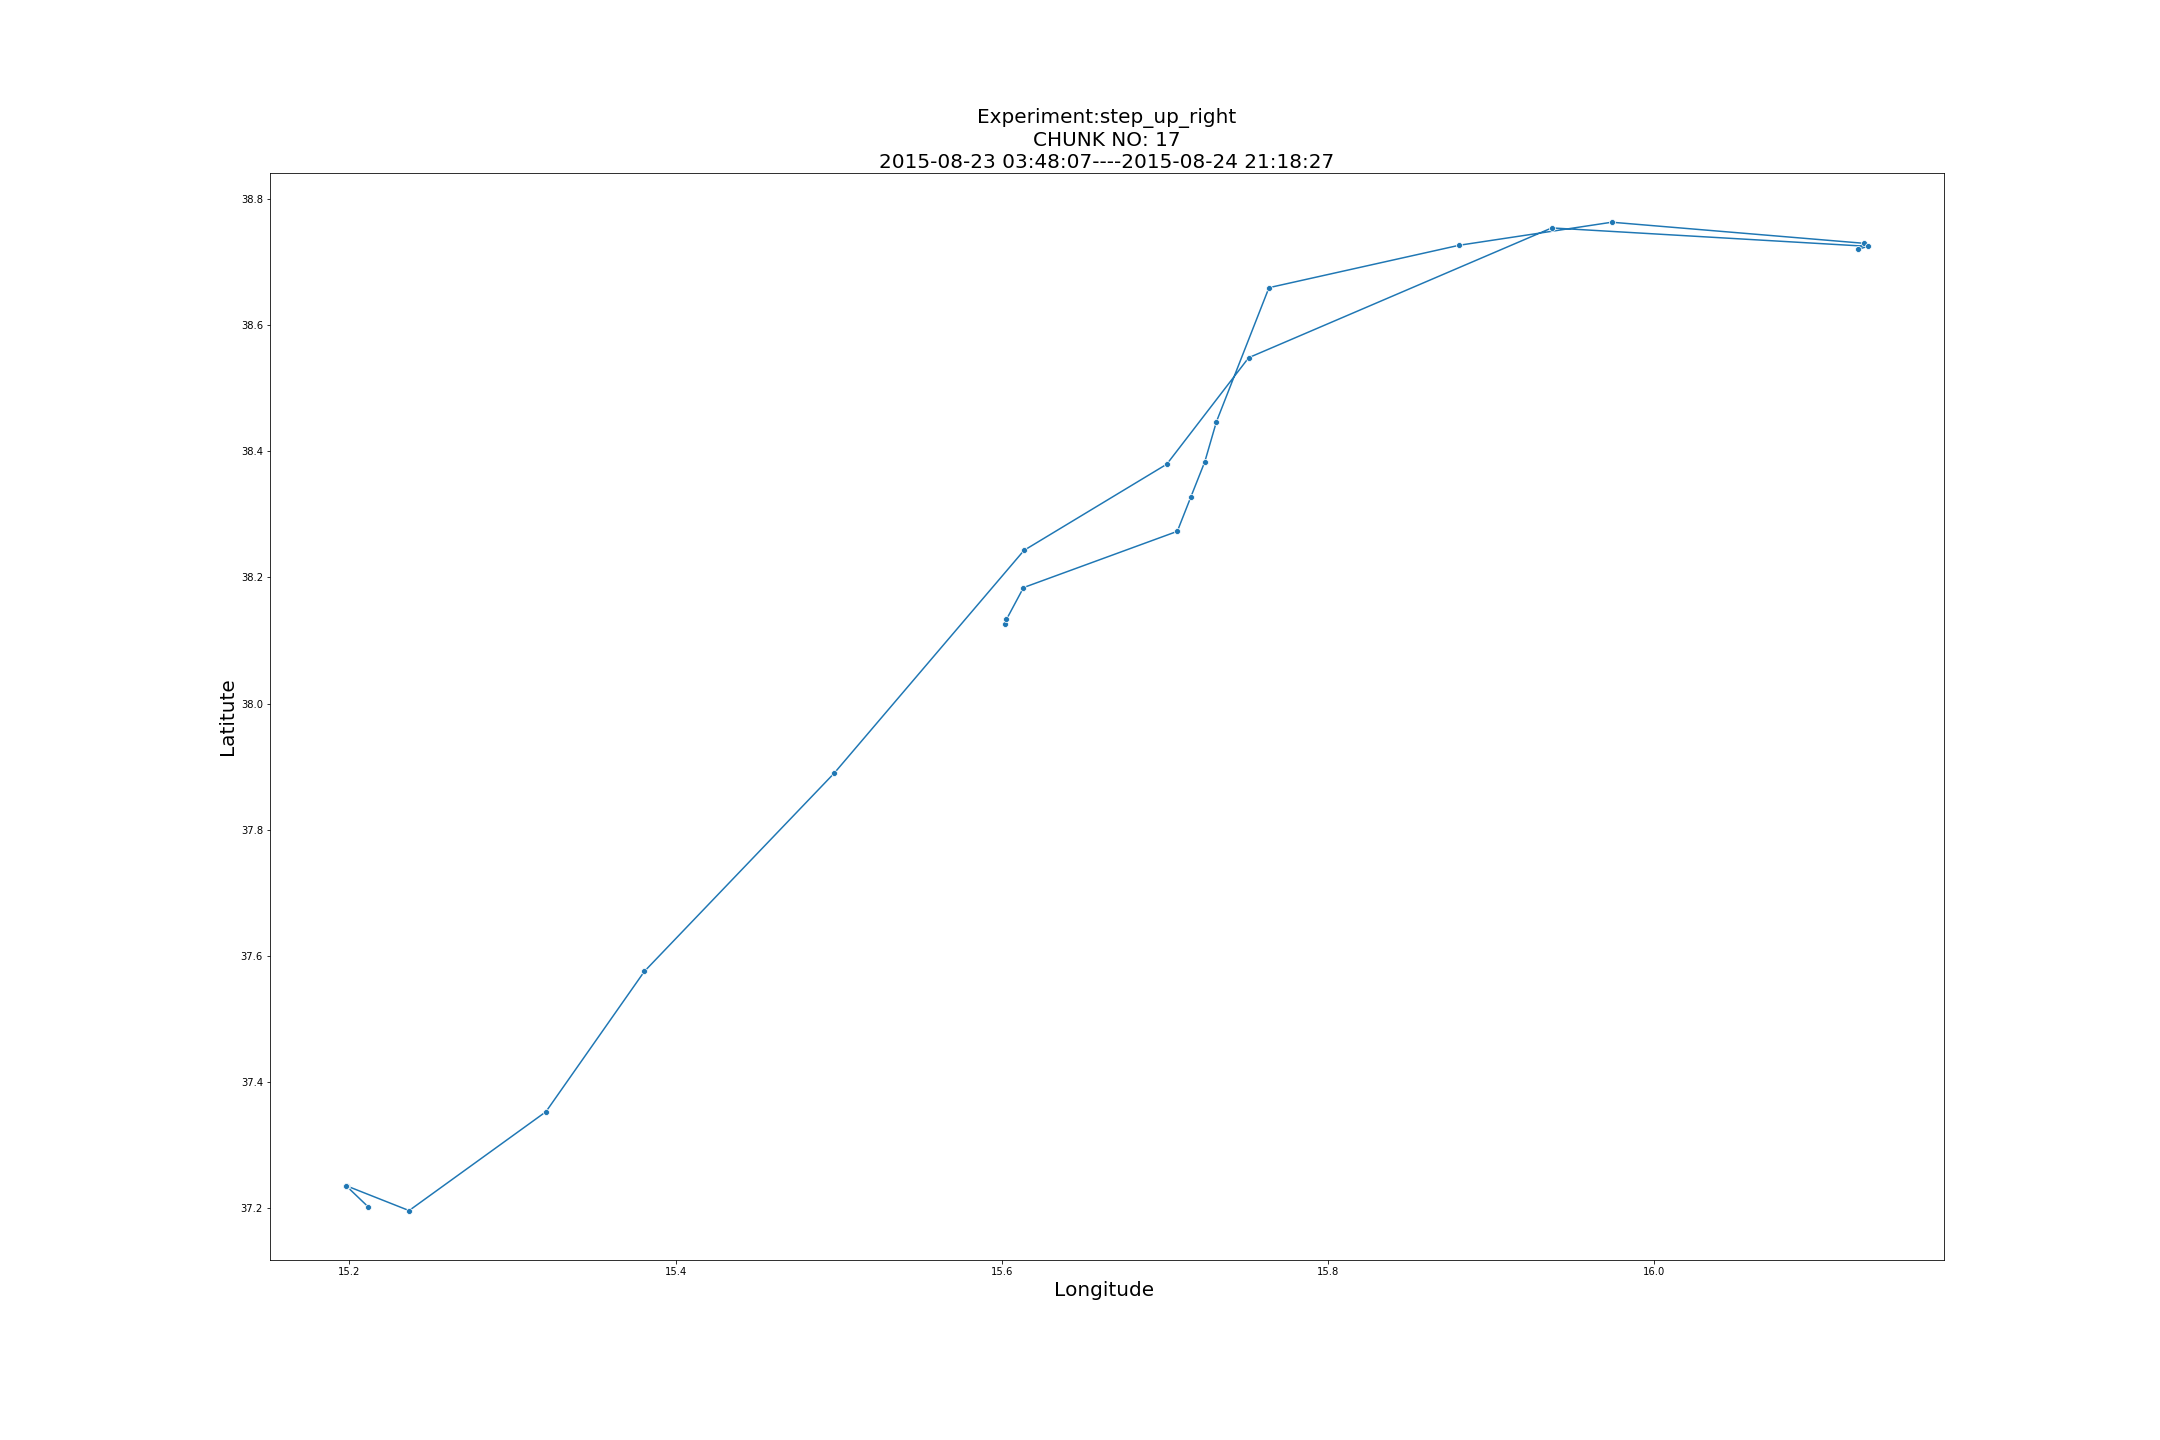 Experiment:step_up_right
CHUNK NO: 17
2015-08-23 03:48:07----2015-08-24 21:18:27
38.8
38.6
38.4
38.2
38.0
37.8
37.6
37.4
37.2
Latitute
15.2 15.4 15.6 15.8 16.0
Longitude